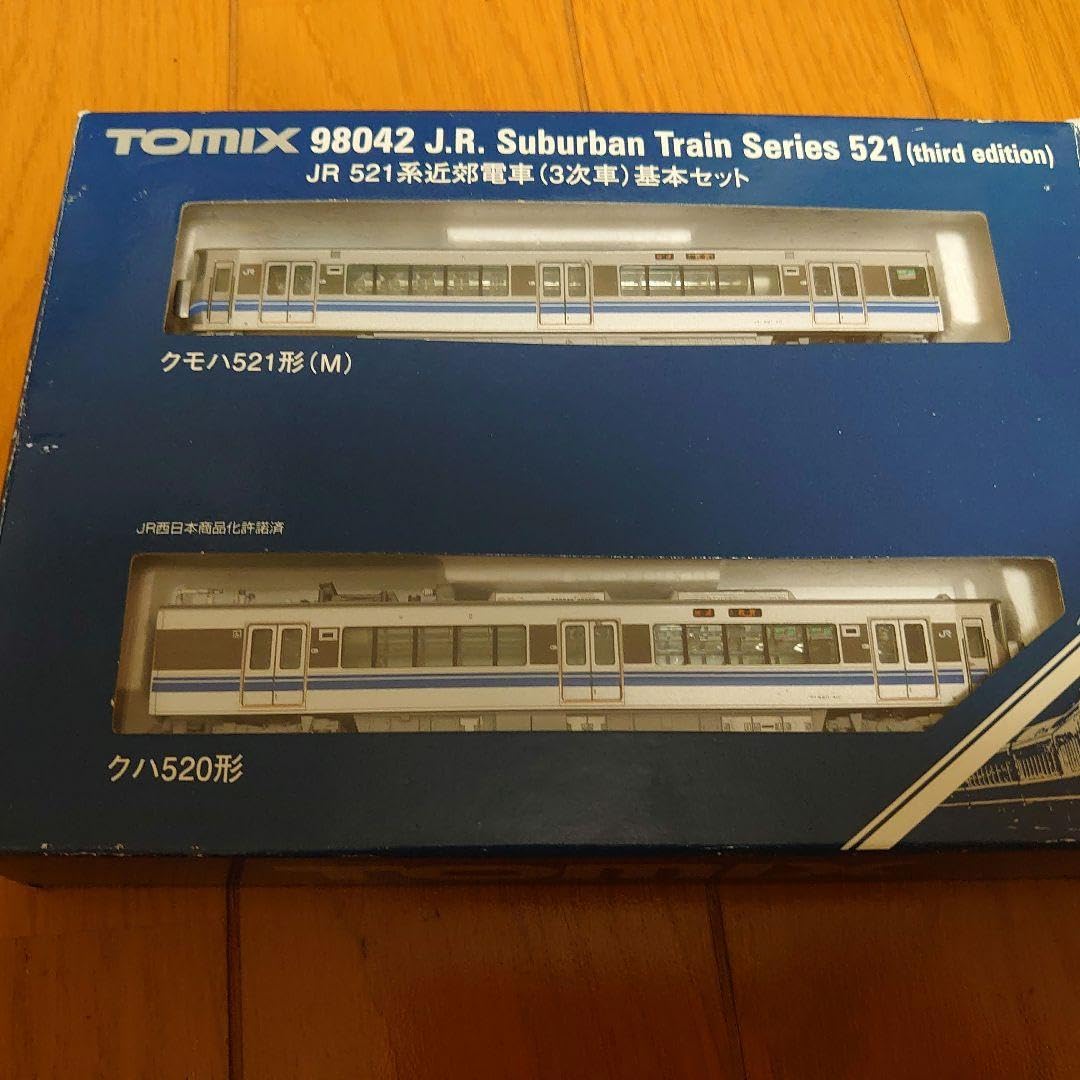 TOMIX 98042 J.R. Suburban Train Series 521 (third edition)
JR 521系近郊電車(3次車)基本セット
JR
クモハ521形(M)
JR西日本商品化許諾済
JR
クハ520形